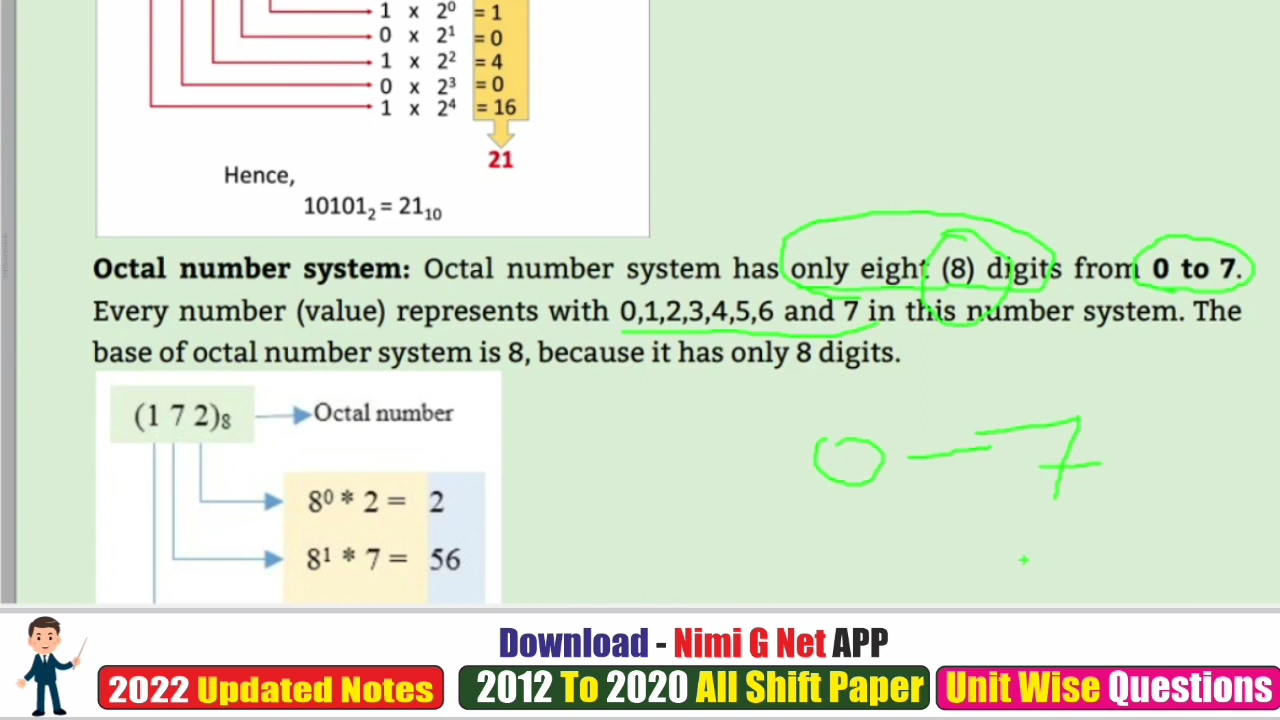 1 x 2⁰ = 1
0 x 2¹ = 0
1 x 2² = 4
0 x 2³ = 0
1 x 2⁴ = 16
21
Hence,
10101₂ = 21₁₀
Octal number system: Octal number system has only eight (8) digits from 0 to 7.
Every number (value) represents with 0,1,2,3,4,5,6 and 7 in this number system. The
base of octal number system is 8, because it has only 8 digits.
(1 7 2)₈ Octal number
0 — 7
8⁰ * 2 = 2
8¹ * 7 = 56
Download - Nimi G Net APP
2022 Updated Notes
2012 To 2020 All Shift Paper
Unit Wise Questions